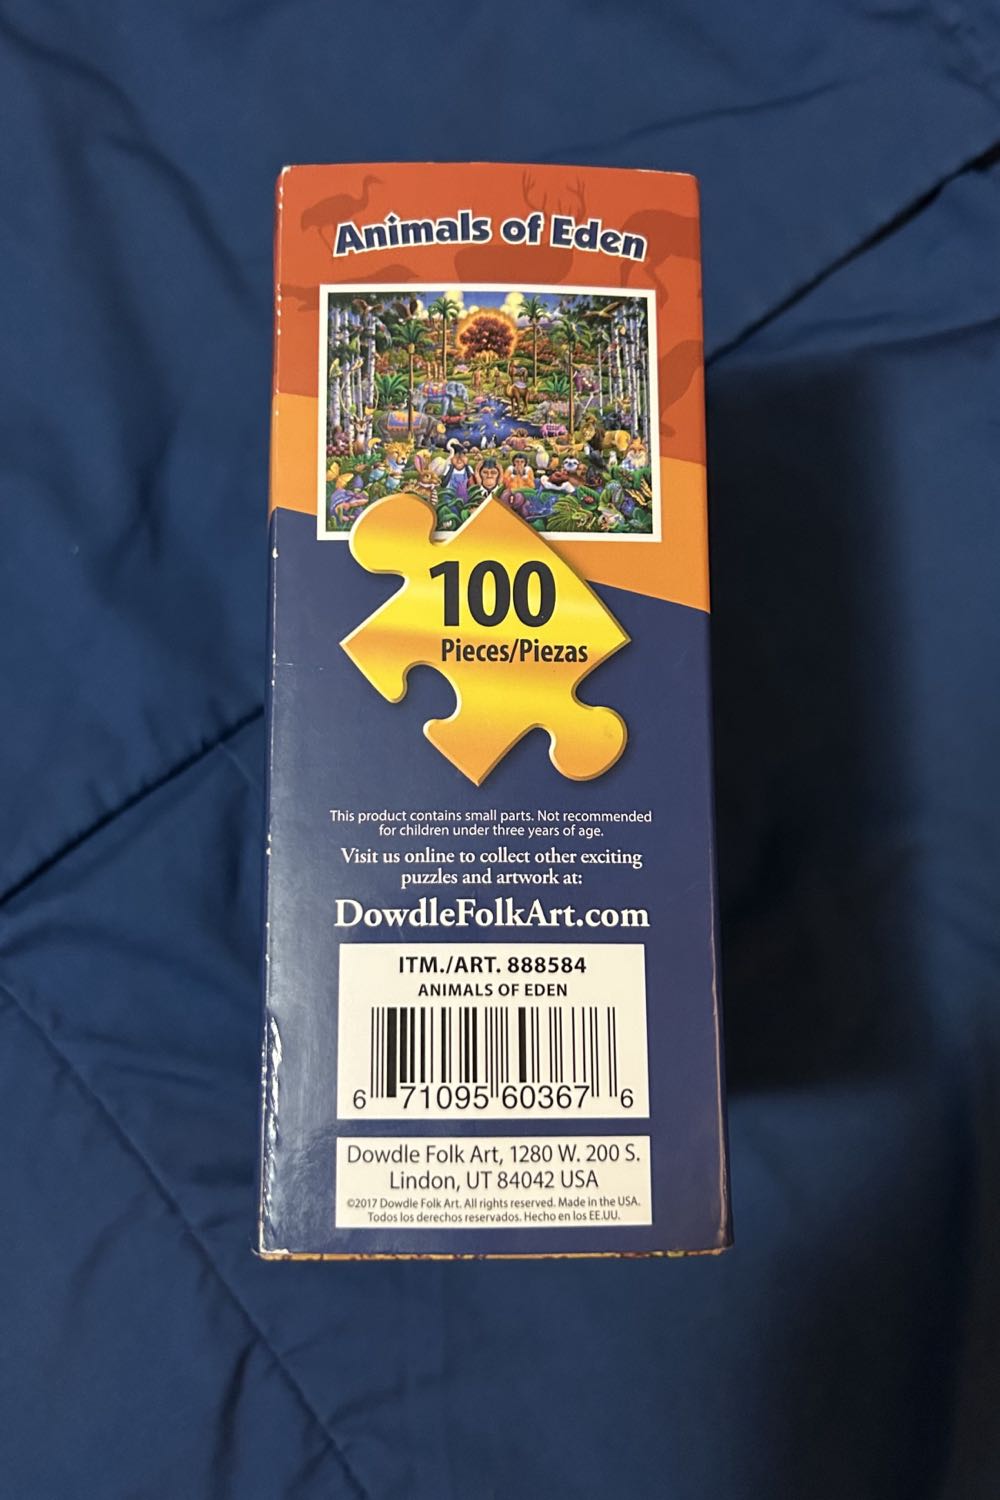 Animals of Eden
100
Pieces/Piezas
This product contains small parts. Not recommended
for children under three years of age.
Visit us online to collect other exciting
puzzles and artwork at:
DowdleFolkArt.com
ITM./ART. 888584
ANIMALS OF EDEN
6 71095 60367 6
Dowdle Folk Art, 1280 W. 200 S.
Lindon, UT 84042 USA
©2017 Dowdle Folk Art. All rights reserved. Made in the USA.
Todos los derechos reservados. Hecho en los EE.UU.